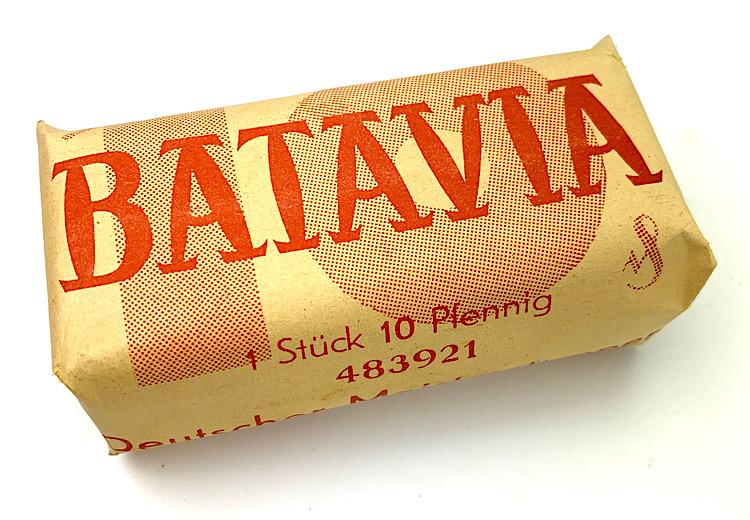 BATAVIA
1 Stück 10 Pfennig
483921
Deutscher